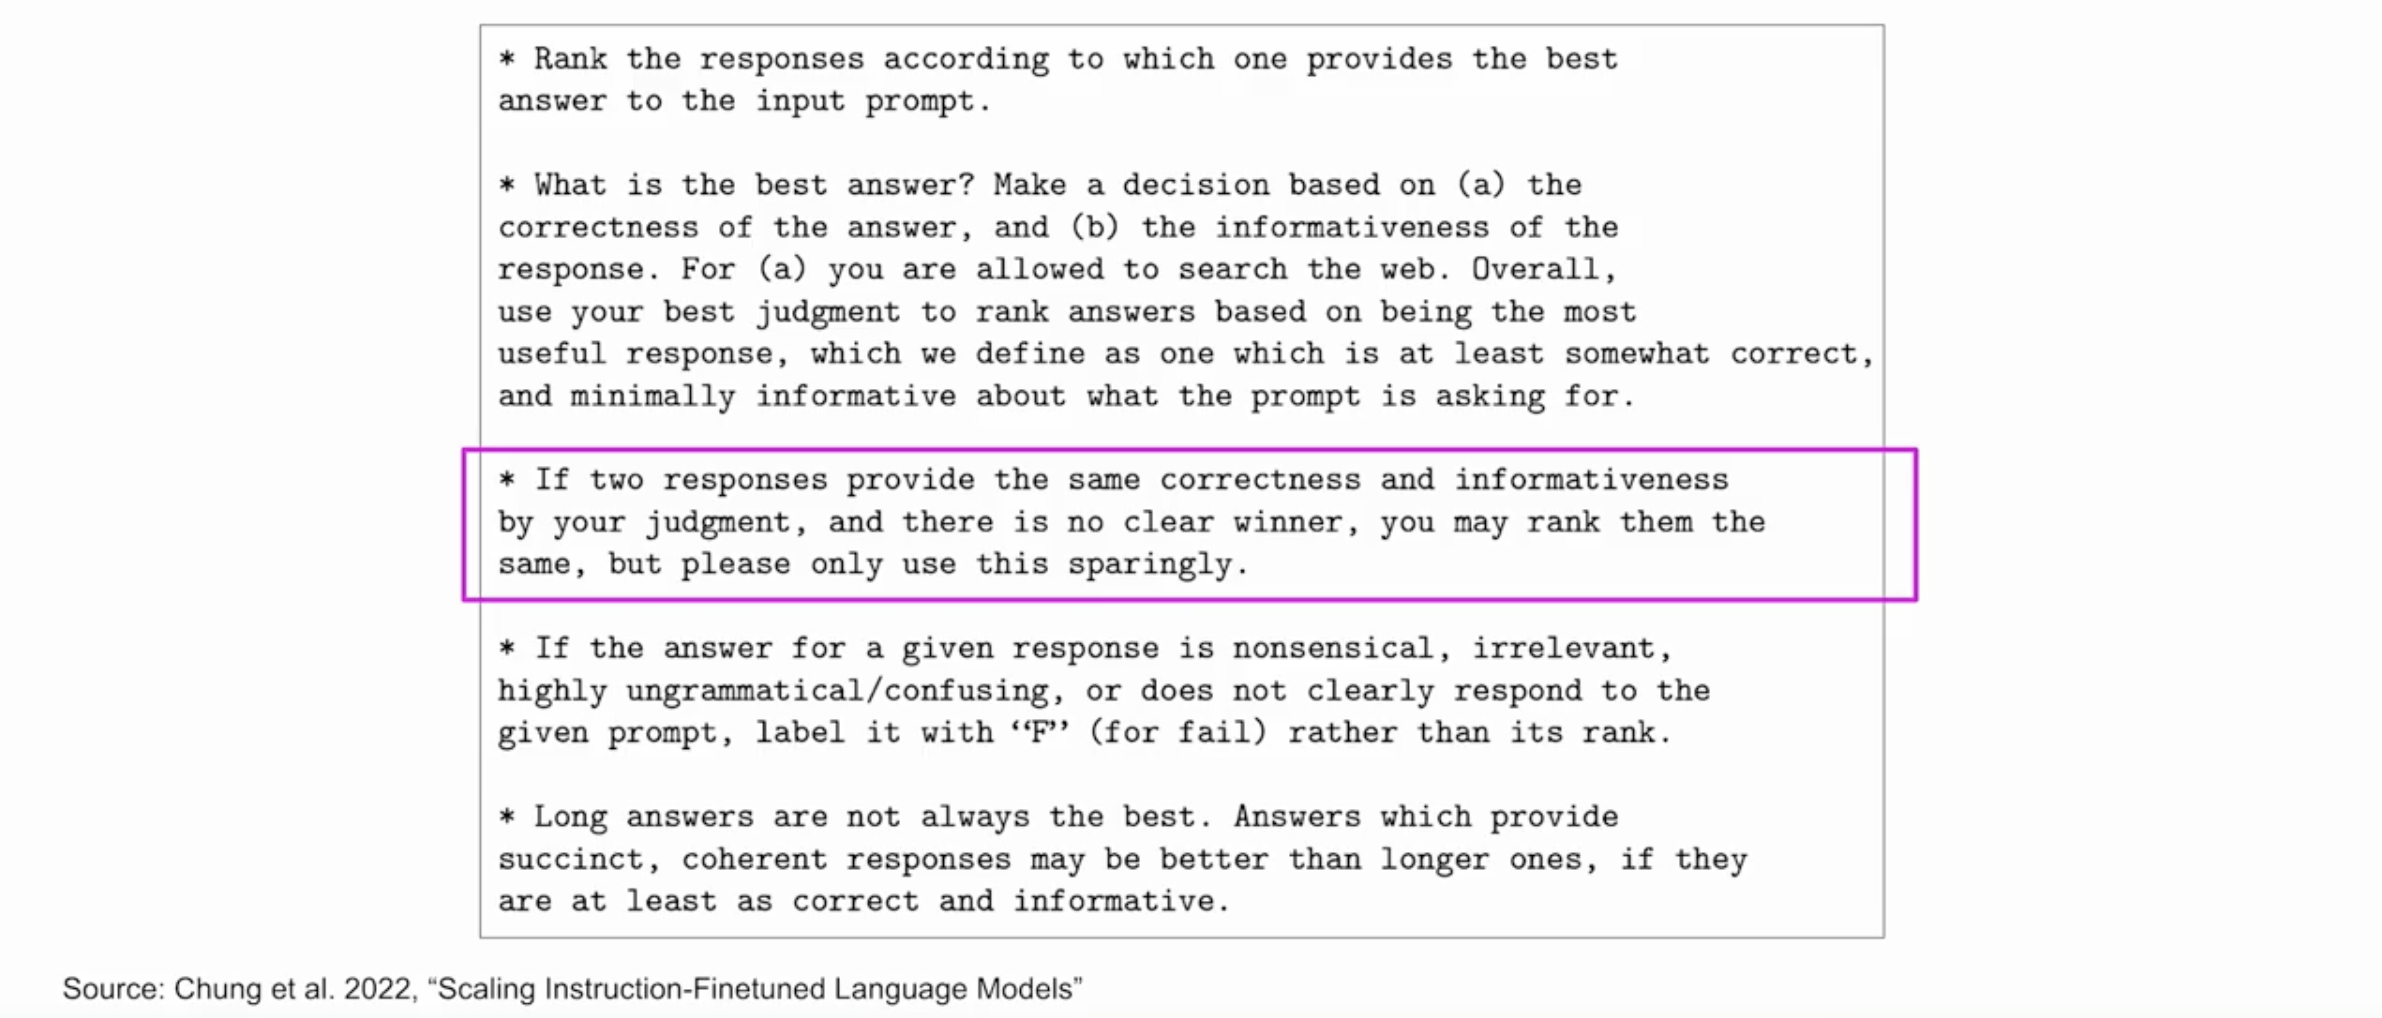 * Rank the responses according to which one provides the best
answer to the input prompt.
* What is the best answer? Make a decision based on (a) the
correctness of the answer, and (b) the informativeness of the
response. For (a) you are allowed to search the web. Overall,
use your best judgment to rank answers based on being the most
useful response, which we define as one which is at least somewhat correct,
and minimally informative about what the prompt is asking for.
* If two responses provide the same correctness and informativeness
by your judgment, and there is no clear winner, you may rank them the
same, but please only use this sparingly.
* If the answer for a given response is nonsensical, irrelevant,
highly ungrammatical/confusing, or does not clearly respond to the
given prompt, label it with “F” (for fail) rather than its rank.
* Long answers are not always the best. Answers which provide
succinct, coherent responses may be better than longer ones, if they
are at least as correct and informative.
Source: Chung et al. 2022, “Scaling Instruction-Finetuned Language Models”